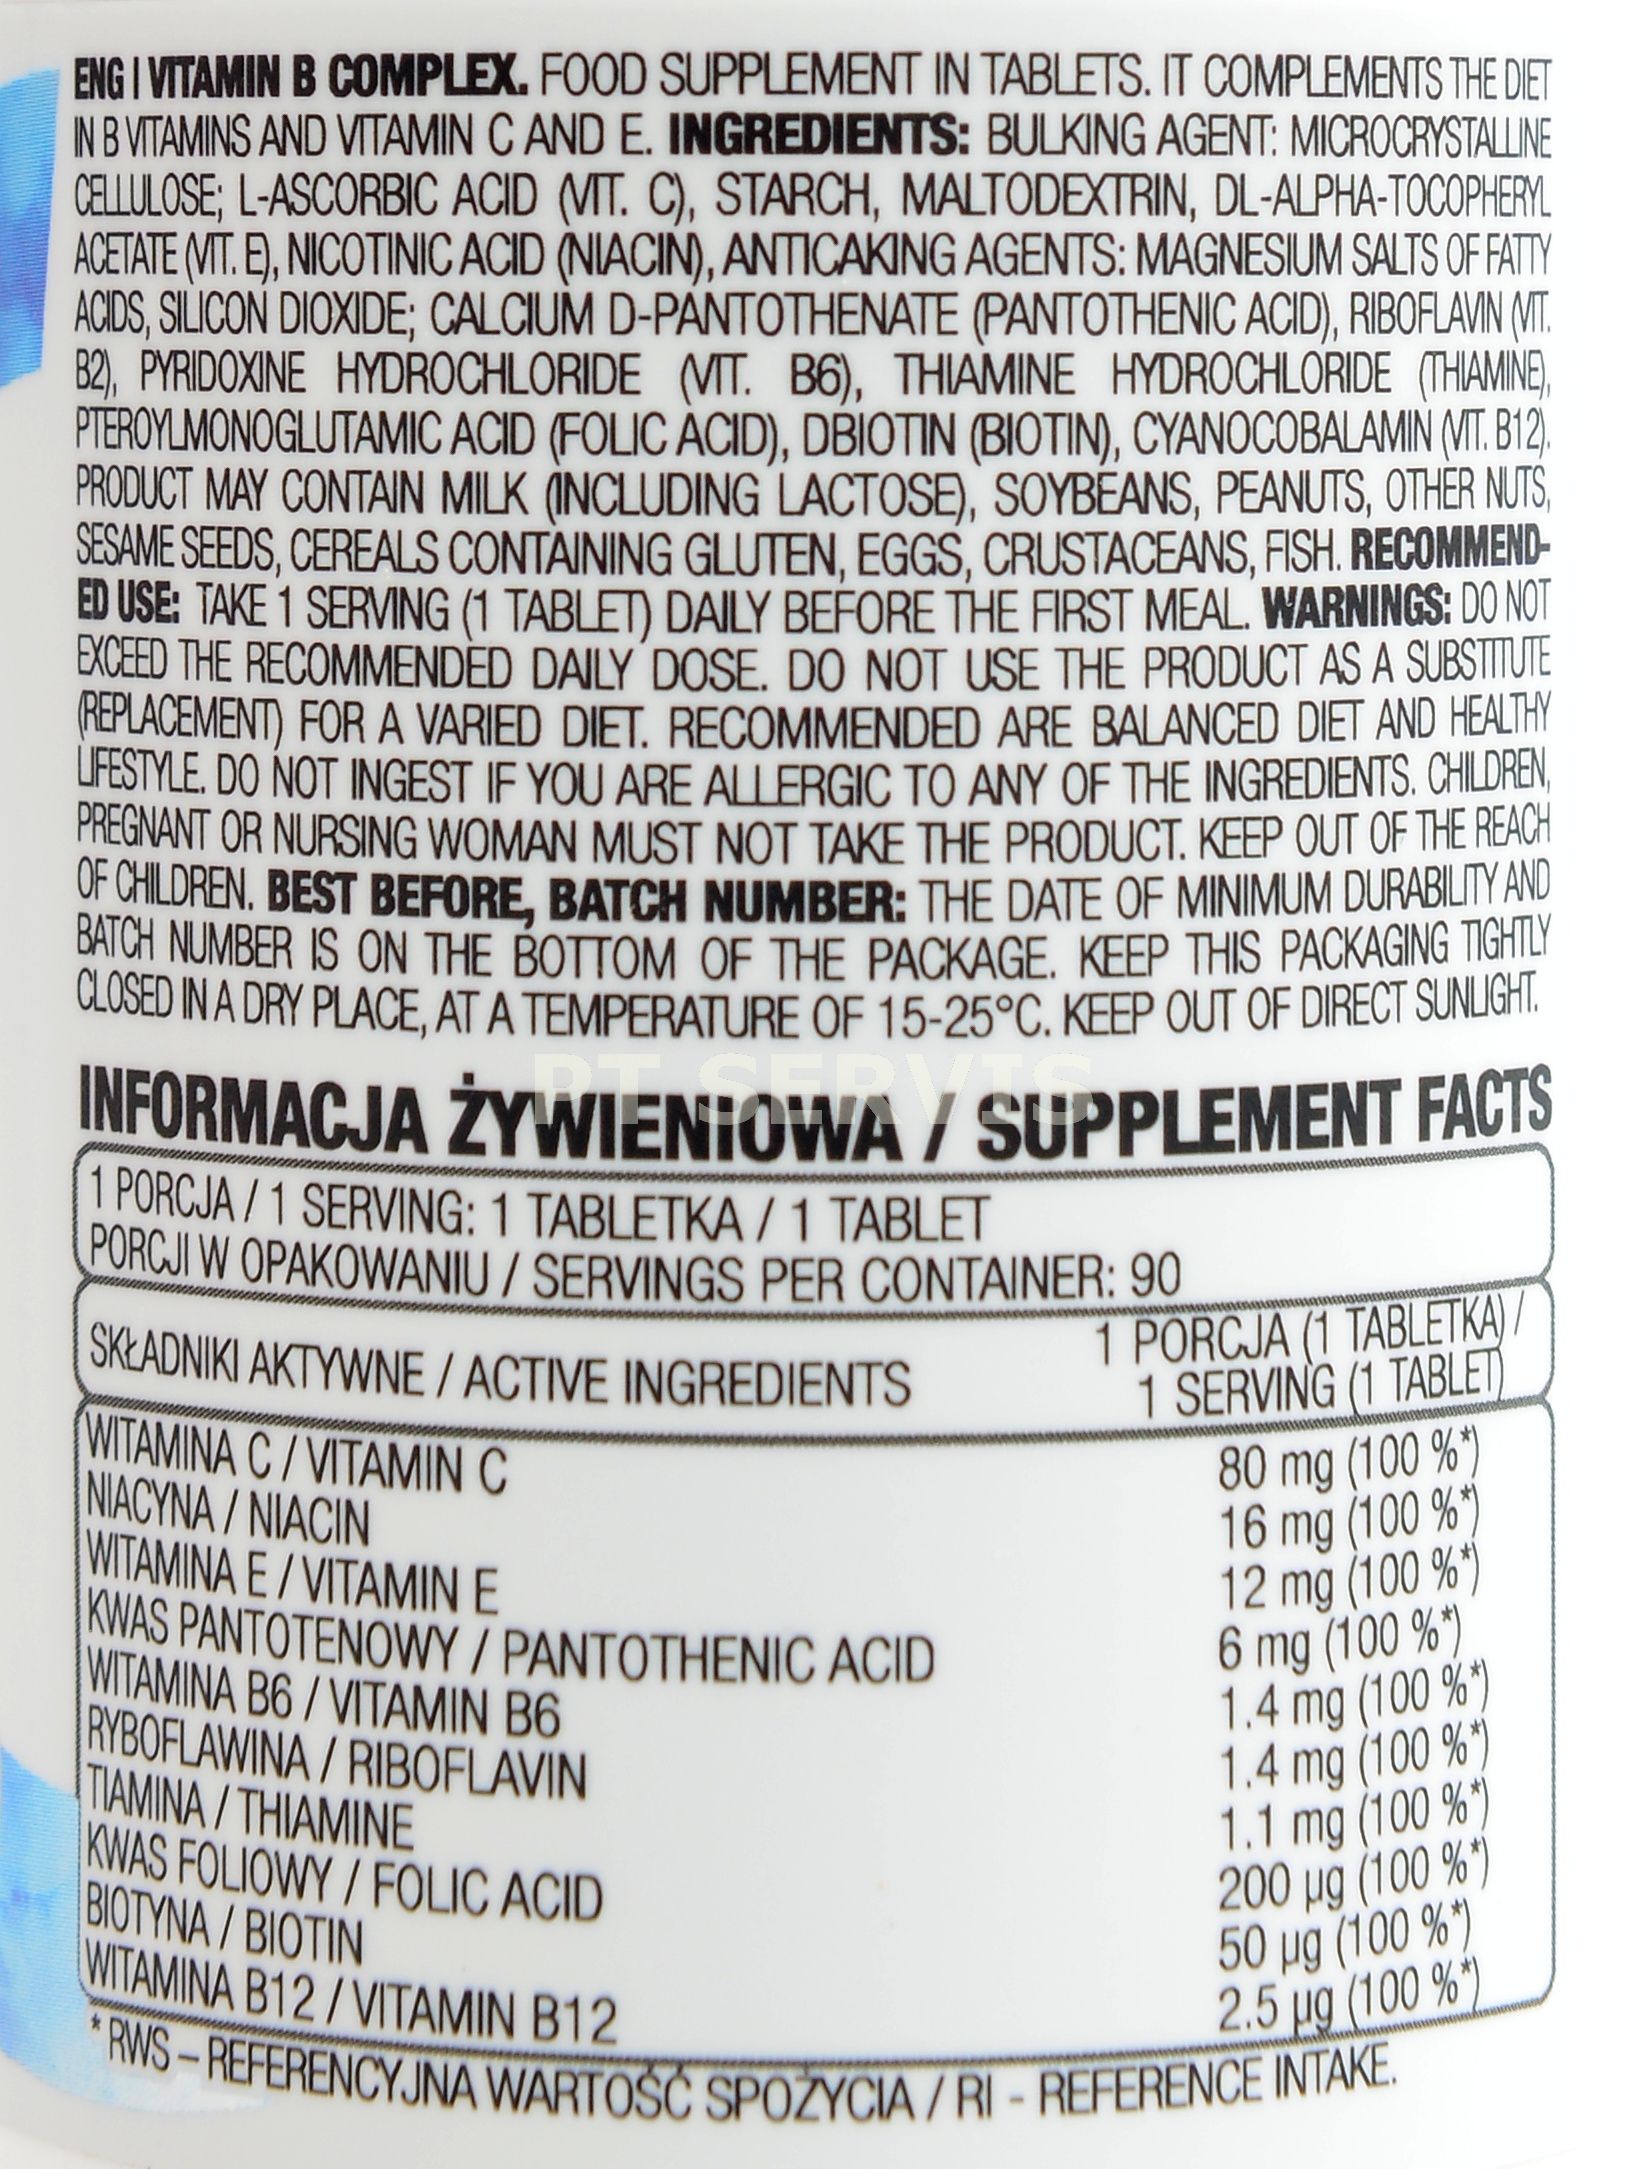 ENG | VITAMIN B COMPLEX. FOOD SUPPLEMENT IN TABLETS. IT COMPLEMENTS THE DIET
IN B VITAMINS AND VITAMIN C AND E. INGREDIENTS: BULKING AGENT: MICROCRYSTALLINE
CELLULOSE; L-ASCORBIC ACID (VIT. C), STARCH, MALTODEXTRIN, DL-ALPHA-TOCOPHERYL
ACETATE (VIT. E), NICOTINIC ACID (NIACIN), ANTICAKING AGENTS: MAGNESIUM SALTS OF FATTY
ACIDS, SILICON DIOXIDE; CALCIUM D-PANTOTHENATE (PANTOTHENIC ACID), RIBOFLAVIN (VIT.
B2), PYRIDOXINE HYDROCHLORIDE (VIT. B6), THIAMINE HYDROCHLORIDE (THIAMINE),
PTEROYLMONOGLUTAMIC ACID (FOLIC ACID), DBIOTIN (BIOTIN), CYANOCOBALAMIN (VIT. B12).
PRODUCT MAY CONTAIN MILK (INCLUDING LACTOSE), SOYBEANS, PEANUTS, OTHER NUTS,
SESAME SEEDS, CEREALS CONTAINING GLUTEN, EGGS, CRUSTACEANS, FISH. RECOMMEND-
ED USE: TAKE 1 SERVING (1 TABLET) DAILY BEFORE THE FIRST MEAL. WARNINGS: DO NOT
EXCEED THE RECOMMENDED DAILY DOSE. DO NOT USE THE PRODUCT AS A SUBSTITUTE
(REPLACEMENT) FOR A VARIED DIET. RECOMMENDED ARE BALANCED DIET AND HEALTHY
LIFESTYLE. DO NOT INGEST IF YOU ARE ALLERGIC TO ANY OF THE INGREDIENTS. CHILDREN,
PREGNANT OR NURSING WOMAN MUST NOT TAKE THE PRODUCT. KEEP OUT OF THE REACH
OF CHILDREN. BEST BEFORE, BATCH NUMBER: THE DATE OF MINIMUM DURABILITY AND
BATCH NUMBER IS ON THE BOTTOM OF THE PACKAGE. KEEP THIS PACKAGING TIGHTLY
CLOSED IN A DRY PLACE, AT A TEMPERATURE OF 15-25°C. KEEP OUT OF DIRECT SUNLIGHT.
PT SERVIS
INFORMACJA ŻYWIENIOWA / SUPPLEMENT FACTS
1 PORCJA / 1 SERVING: 1 TABLETKA / 1 TABLET
PORCJI W OPAKOWANIU / SERVINGS PER CONTAINER: 90
SKŁADNIKI AKTYWNE / ACTIVE INGREDIENTS 1 PORCJA (1 TABLETKA) /
1 SERVING (1 TABLET)
WITAMINA C / VITAMIN C 80 mg (100 %*)
NIACYNA / NIACIN 16 mg (100 %*)
WITAMINA E / VITAMIN E 12 mg (100 %*)
KWAS PANTOTENOWY / PANTOTHENIC ACID 6 mg (100 %*)
WITAMINA B6 / VITAMIN B6 1.4 mg (100 %*)
RYBOFLAWINA / RIBOFLAVIN 1.4 mg (100 %*)
TIAMINA / THIAMINE 1.1 mg (100 %*)
KWAS FOLIOWY / FOLIC ACID 200 µg (100 %*)
BIOTYNA / BIOTIN 50 µg (100 %*)
WITAMINA B12 / VITAMIN B12 2.5 µg (100 %*)
* RWS – REFERENCYJNA WARTOŚĆ SPOŻYCIA / RI - REFERENCE INTAKE.